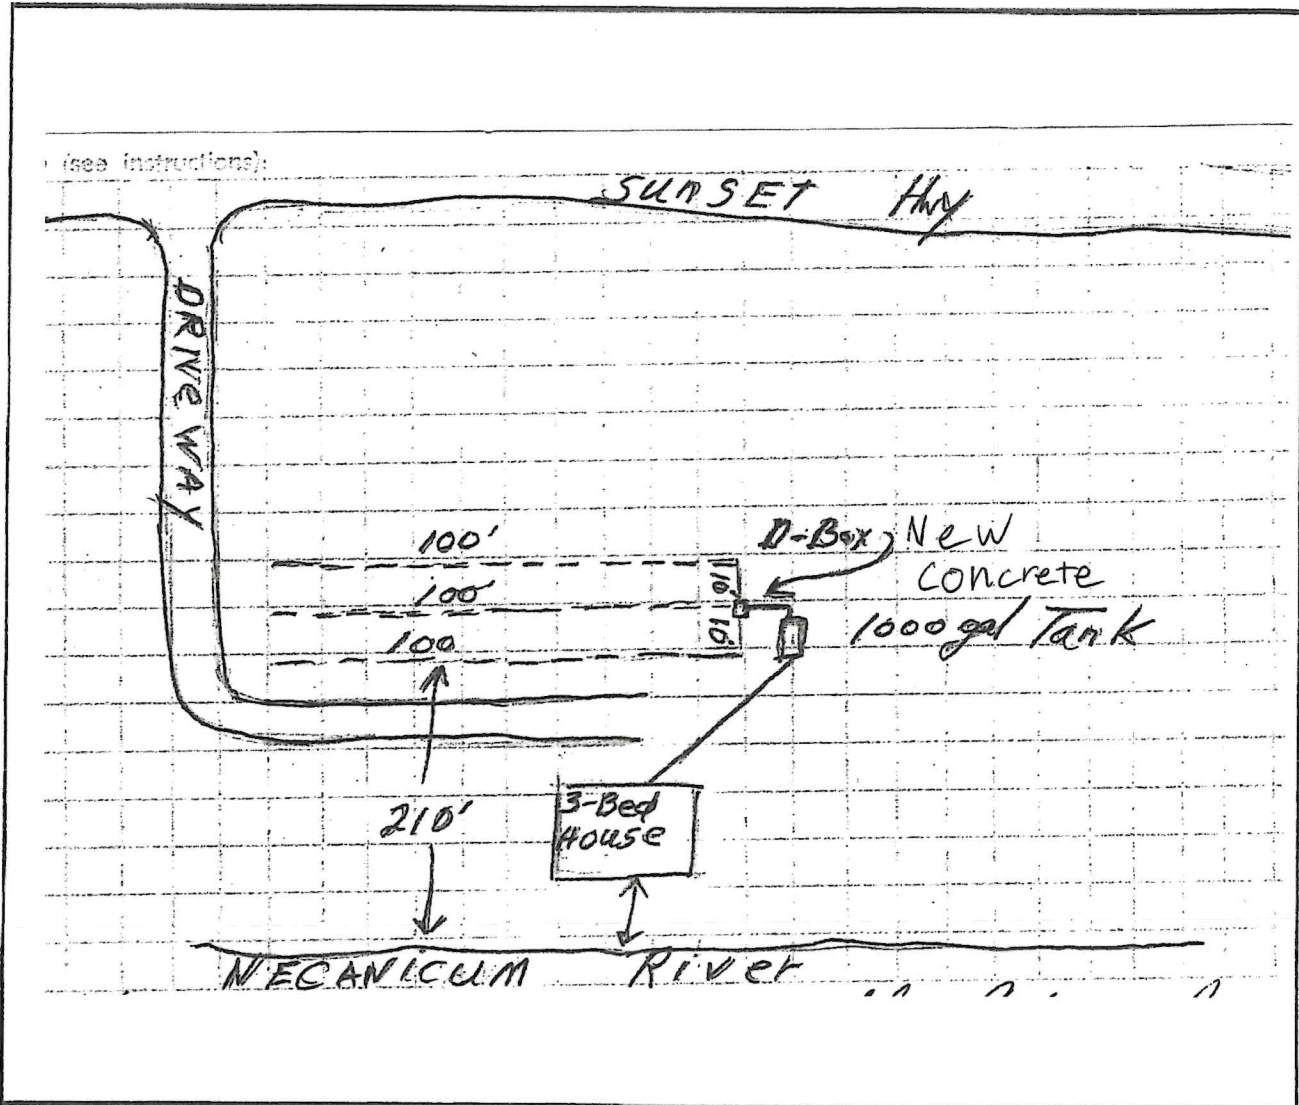 (see instructions):
SUNSET Hwy
DRIVEWAY
100'
D-Box New
concrete
10'
100'
1000 gal Tank
10'
100
210'
3-Bed
House
NECANICUM River